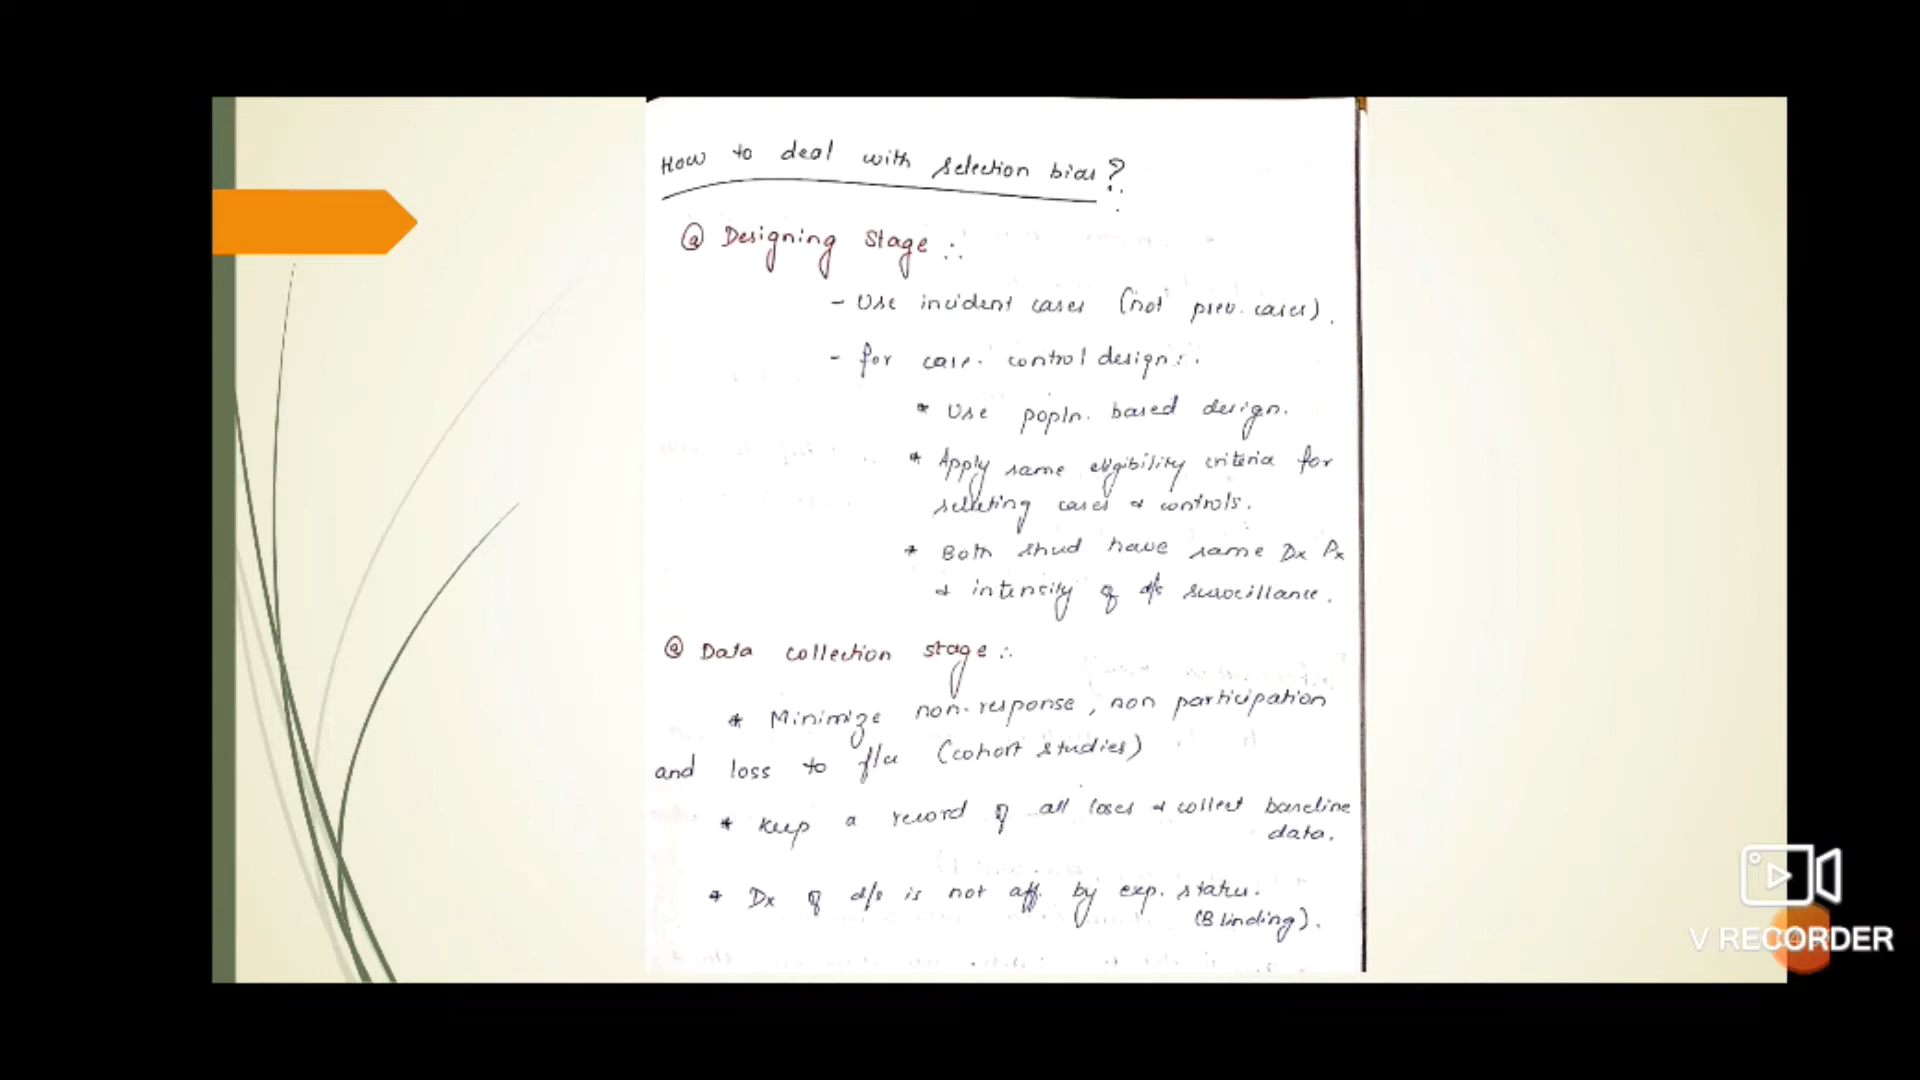 How to deal with selection bias?
@ Designing Stage :.
- Use incident cases (not prev. cases).
- for case-control design:.
* Use popln. based design.
* Apply same eligibility criteria for
selecting cases & controls.
* Both shud have same Dx Px
& intensity of d/s surveillance.
@ Data collection stage :.
* Minimize non-response, non participation
and loss to f/u (cohort studies)
* Keep a record of all loses & collect baseline
data.
* Dx of d/s is not aff. by exp. status.
(Blinding).
V RECORDER